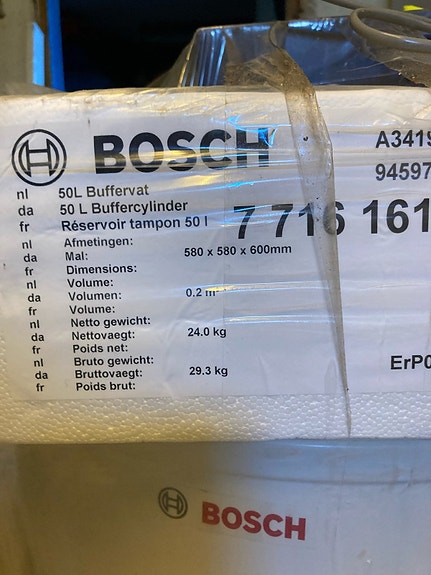 BOSCH
A3419
94597
nl 50L Buffervat
da 50 L Buffercylinder
fr Réservoir tampon 50 l
7 716 161
nl Afmetingen:
da Mal: 580 x 580 x 600mm
fr Dimensions:
nl Volume:
da Volumen: 0.2 m
fr Volume:
nl Netto gewicht:
da Nettovaegt: 24.0 kg
fr Poids net:
nl Bruto gewicht:
da Bruttovaegt: 29.3 kg
fr Poids brut:
ErP0
BOSCH